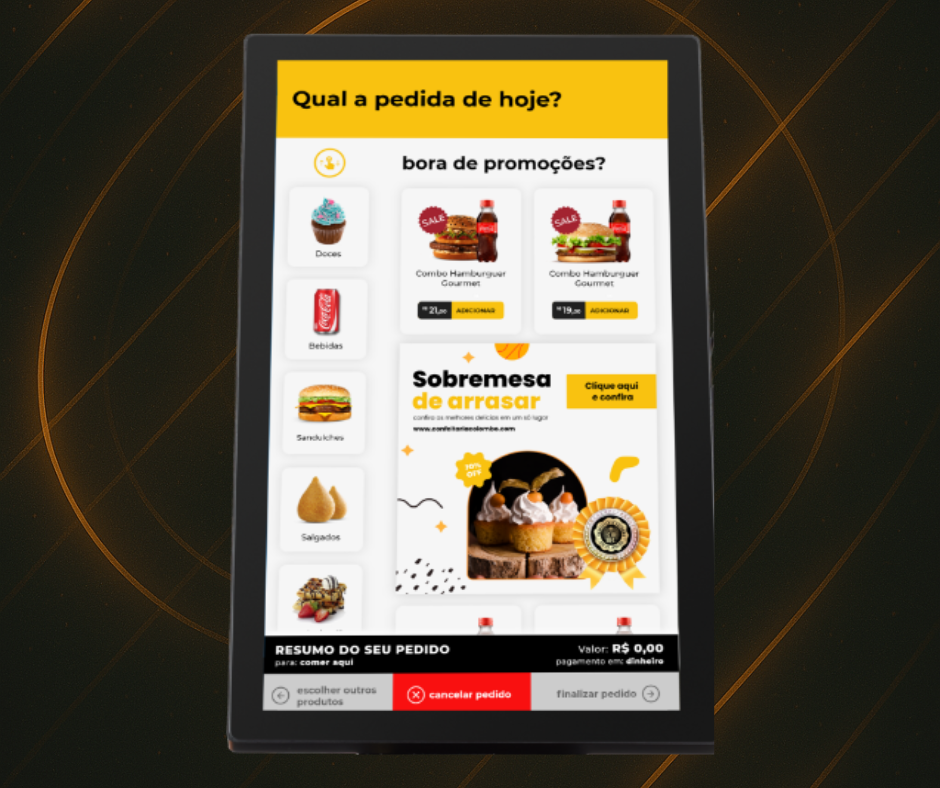 Qual a pedida de hoje?
bora de promoções?
Doces
Bebidas
Sanduiches
Salgados
SALE
Combo Hamburguer
Gourmet
R$ 21,00 ADICIONAR
SALE
Combo Hamburguer
Gourmet
R$ 19,00 ADICIONAR
Sobremesa
de arrasar
confira as melhores delícias em um só lugar
www.confeitariacolombo.com
Clique aqui
e confira
OFF
RESUMO DO SEU PEDIDO
para: comer aqui
Valor: R$ 0,00
pagamento em: dinheiro
escolher outros
produtos
cancelar pedido
finalizar pedido